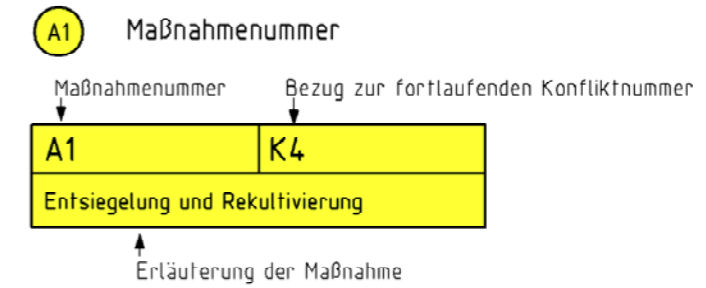 A1 Maßnahmenummer
Maßnahmenummer Bezug zur fortlaufenden Konfliktnummer
A1 K4
Entsiegelung und Rekultivierung
Erläuterung der Maßnahme